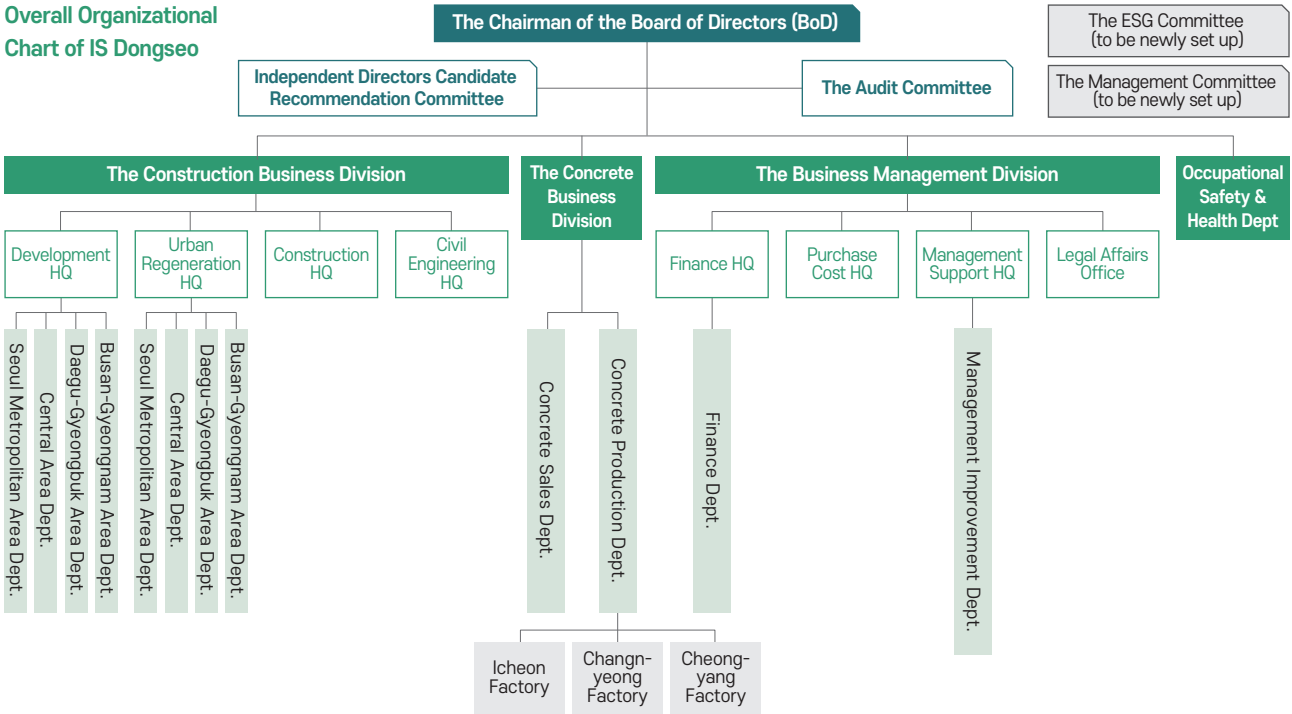 Overall Organizational
Chart of IS Dongseo
The Chairman of the Board of Directors (BoD)
The ESG Committee
(to be newly set up)
Independent Directors Candidate
Recommendation Committee
The Audit Committee
The Management Committee
(to be newly set up)
The Construction Business Division
The Concrete
Business
Division
The Business Management Division
Occupational
Safety &
Health Dept
Development
HQ
Urban
Regeneration
HQ
Construction
HQ
Civil
Engineering
HQ
Finance HQ
Purchase
Cost HQ
Management
Support HQ
Legal Affairs
Office
Seoul Metropolitan Area Dept.
Central Area Dept.
Daegu-Gyeongbuk Area Dept.
Busan-Gyeongnam Area Dept.
Seoul Metropolitan Area Dept.
Central Area Dept.
Daegu-Gyeongbuk Area Dept.
Busan-Gyeongnam Area Dept.
Concrete Sales Dept.
Concrete Production Dept.
Finance Dept.
Management Improvement Dept.
Icheon
Factory
Changn-
yeong
Factory
Cheong-
yang
Factory